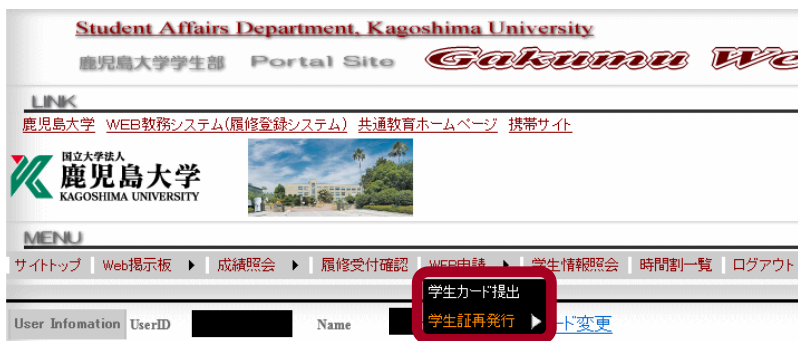 Student Affairs Department, Kagoshima University
鹿児島大学学生部 Portal Site Gakumu
LINK
鹿児島大学 WEB教務システム(履修登録システム) 共通教育ホームページ 携帯サイト
国立大学法人
鹿児島大学
KAGOSHIMA UNIVERSITY
MENU
サイトトップ Web掲示板 成績照会 履修受付確認 WEB申請 学生情報照会 時間割一覧 ログアウト
学生カード提出
学生証再発行
User Infomation UserID Name ード変更